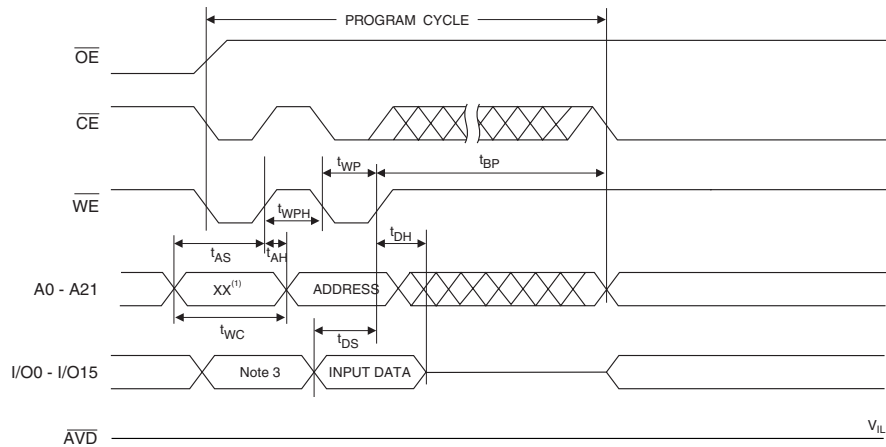 PROGRAM CYCLE
OE
CE
tWP
tBP
WE
tWPH
tDH
tAS
tAH
A0 - A21
XX(1)
ADDRESS
tWC
tDS
I/O0 - I/O15
Note 3
INPUT DATA
VIL
AVD